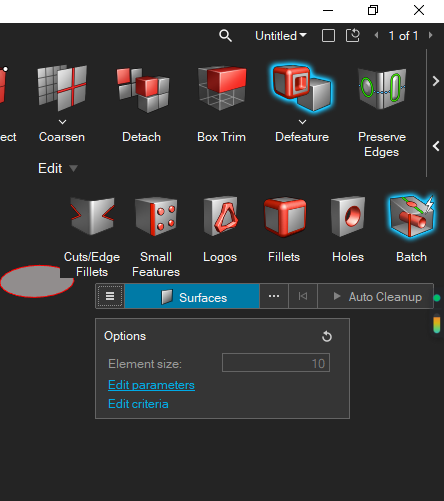 Untitled
1 of 1
ect
Coarsen
Detach
Box Trim
Defeature
Preserve
Edges
Edit
Cuts/Edge
Fillets
Small
Features
Logos
Fillets
Holes
Batch
Surfaces
Auto Cleanup
Options
Element size:
10
Edit parameters
Edit criteria